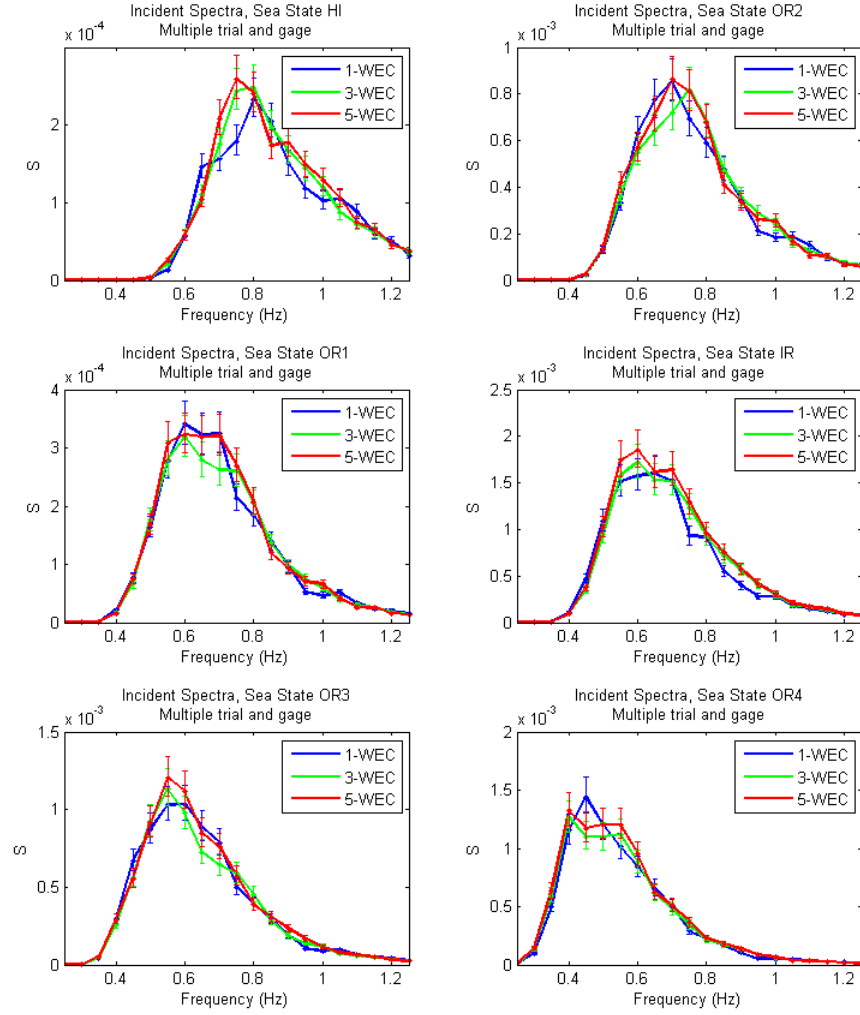 Incident Spectra, Sea State HI
Multiple trial and gage
x 10-4
1-WEC
3-WEC
5-WEC
S
2
1
0
0.4 0.6 0.8 1 1.2
Frequency (Hz)
Incident Spectra, Sea State OR2
Multiple trial and gage
x 10-3
1-WEC
3-WEC
5-WEC
S
1
0.8
0.6
0.4
0.2
0
0.4 0.6 0.8 1 1.2
Frequency (Hz)
Incident Spectra, Sea State OR1
Multiple trial and gage
x 10-4
1-WEC
3-WEC
5-WEC
S
4
3
2
1
0
0.4 0.6 0.8 1 1.2
Frequency (Hz)
Incident Spectra, Sea State IR
Multiple trial and gage
x 10-3
1-WEC
3-WEC
5-WEC
S
2.5
2
1.5
1
0.5
0
0.4 0.6 0.8 1 1.2
Frequency (Hz)
Incident Spectra, Sea State OR3
Multiple trial and gage
x 10-3
1-WEC
3-WEC
5-WEC
S
1.5
1
0.5
0
0.4 0.6 0.8 1 1.2
Frequency (Hz)
Incident Spectra, Sea State OR4
Multiple trial and gage
x 10-3
1-WEC
3-WEC
5-WEC
S
2
1.5
1
0.5
0
0.4 0.6 0.8 1 1.2
Frequency (Hz)